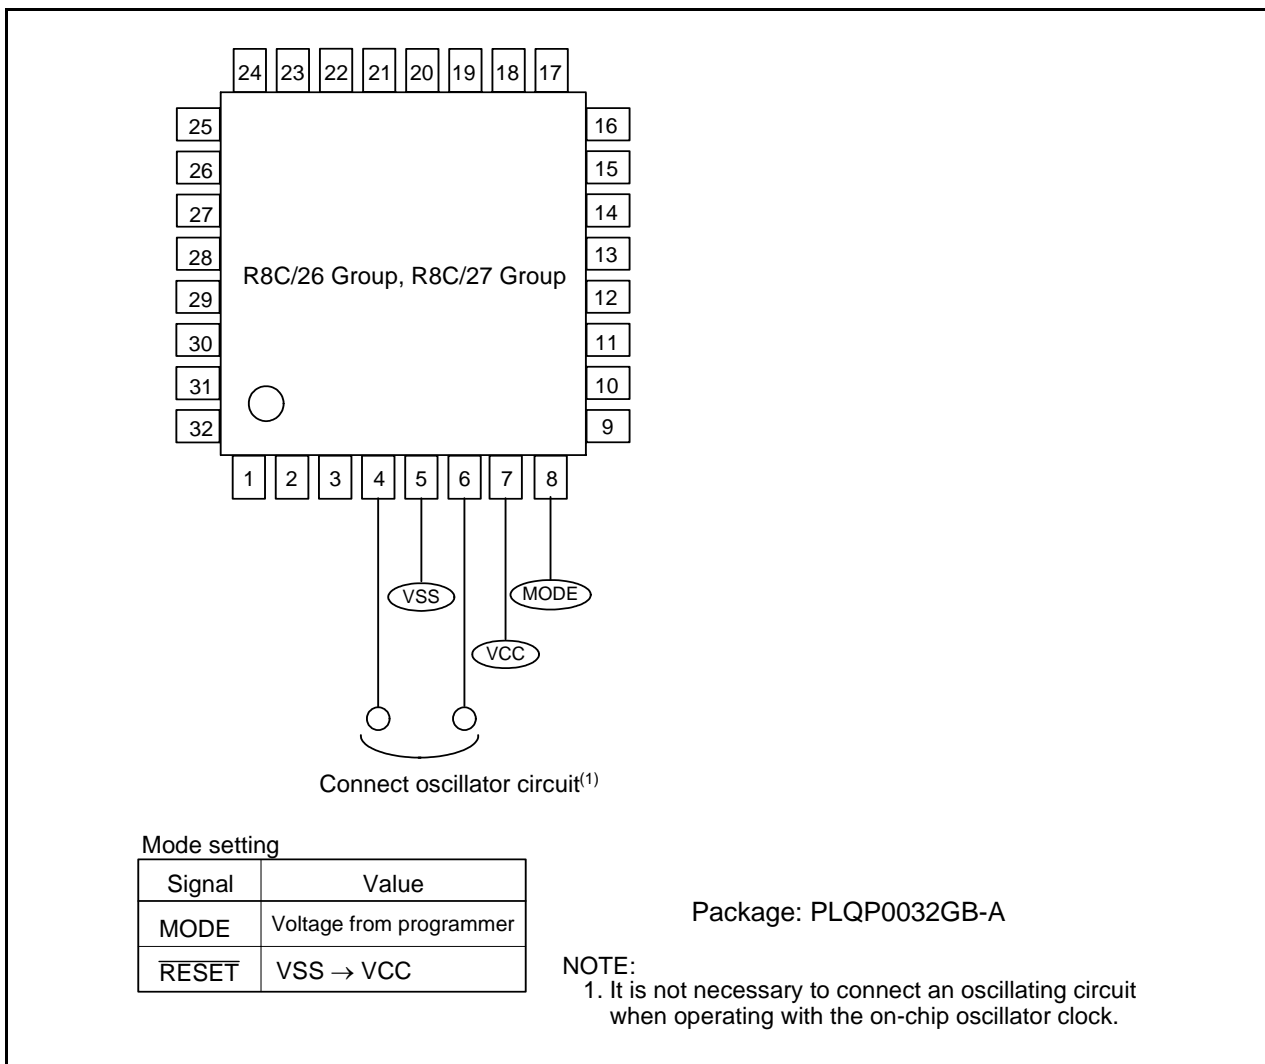 24 23 22 21 20 19 18 17
25 16
26 15
27 14
28 13
R8C/26 Group, R8C/27 Group
29 12
30 11
31 10
32 9
1 2 3 4 5 6 7 8
VSS MODE
VCC
Connect oscillator circuit(1)
Mode setting
Signal Value
MODE Voltage from programmer
RESET VSS → VCC
Package: PLQP0032GB-A
NOTE:
1. It is not necessary to connect an oscillating circuit
when operating with the on-chip oscillator clock.